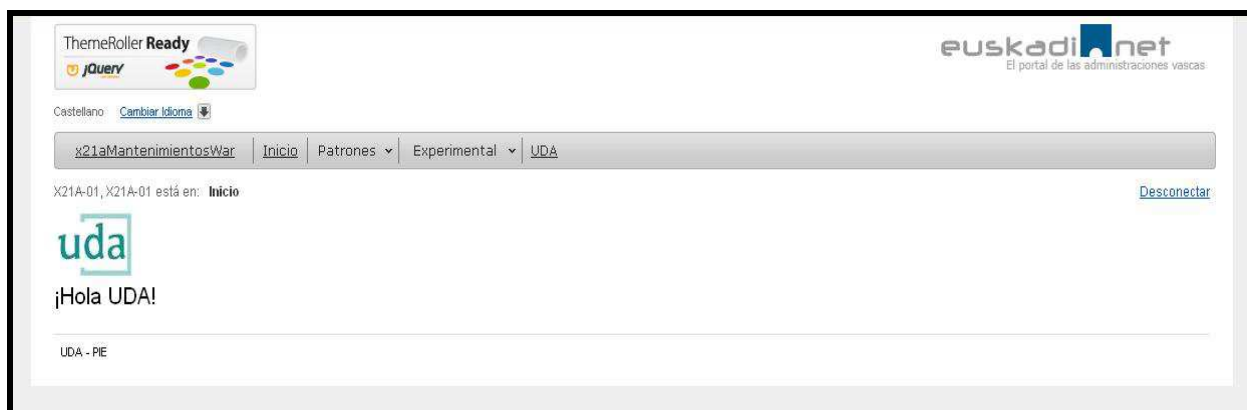 ThemeRoller Ready
jQuery
euskadi.net
El portal de las administraciones vascas
Castellano Cambiar Idioma
x21aMantenimientosWar Inicio Patrones Experimental UDA
X21A-01, X21A-01 está en: Inicio
Desconectar
uda
¡Hola UDA!
UDA - PIE